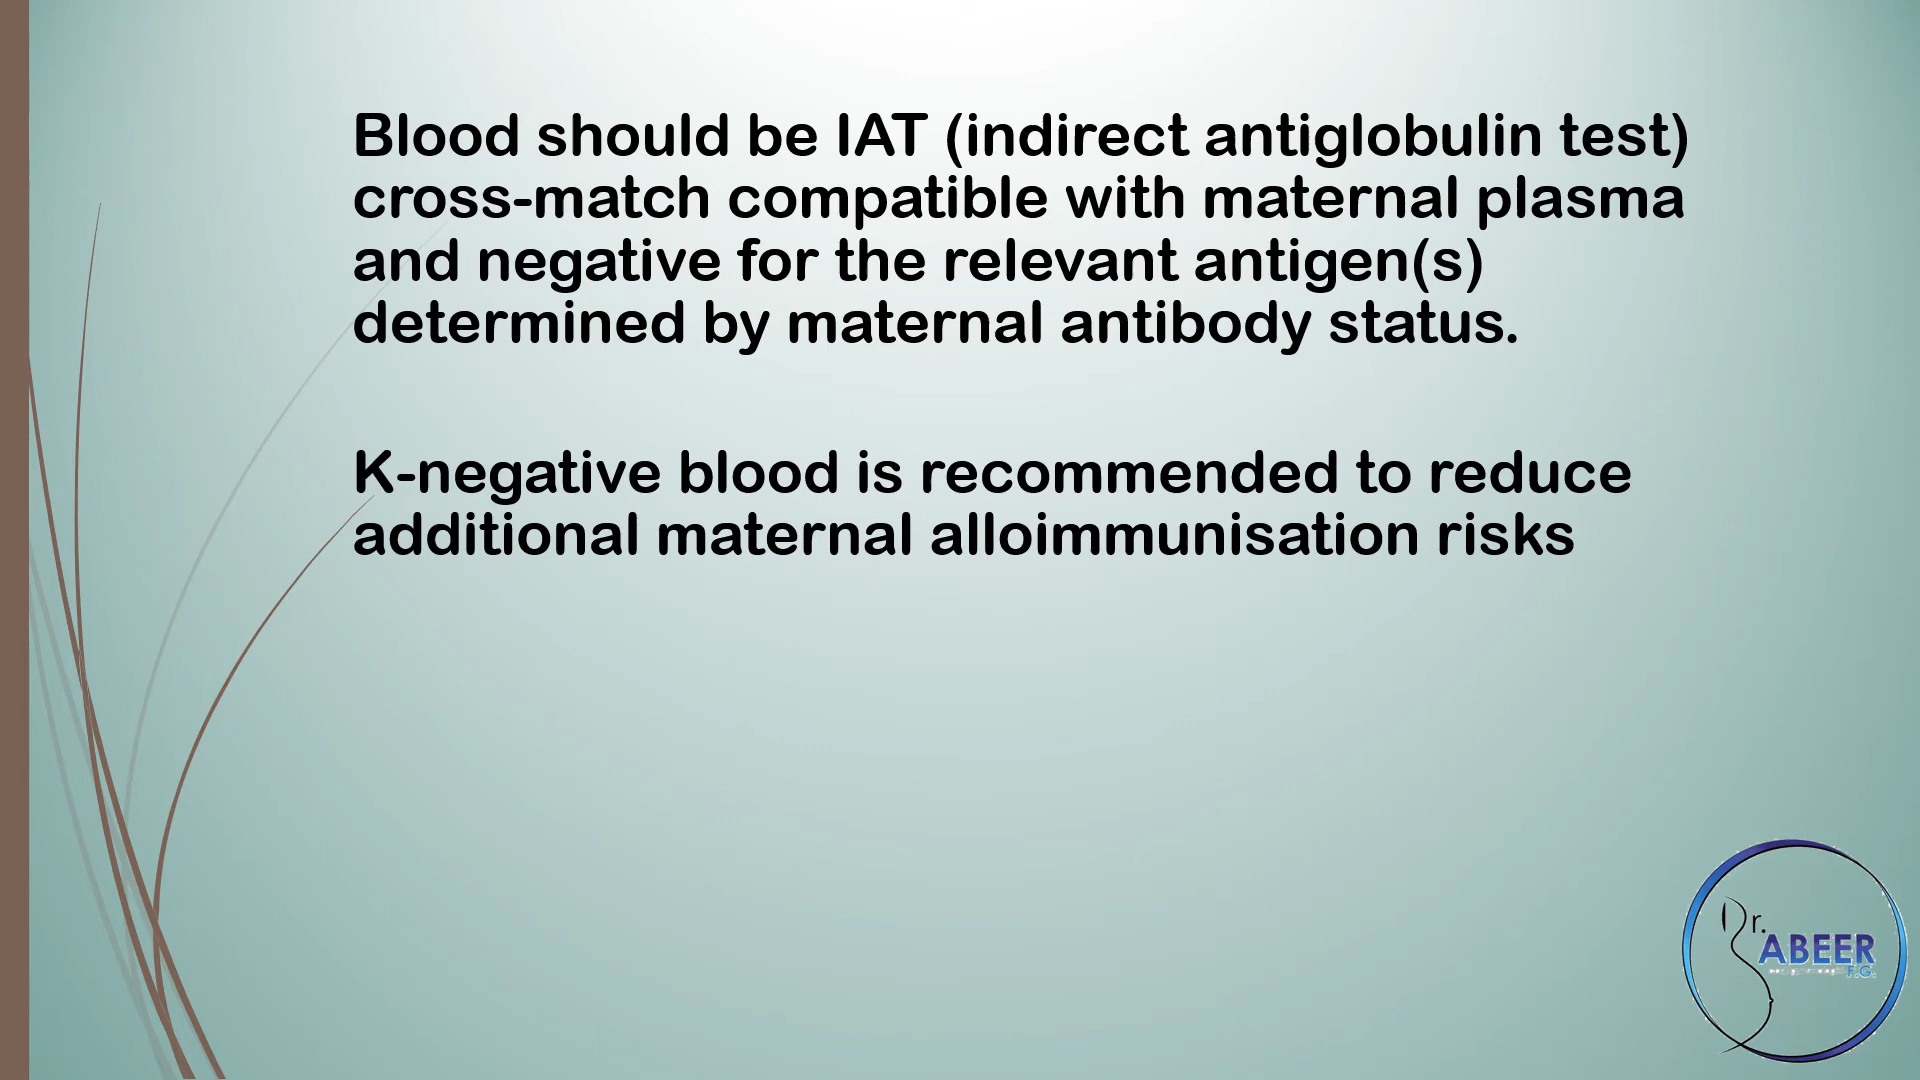 Blood should be IAT (indirect antiglobulin test)
cross-match compatible with maternal plasma
and negative for the relevant antigen(s)
determined by maternal antibody status.
K-negative blood is recommended to reduce
additional maternal alloimmunisation risks
Dr.
ABEER
F.G.